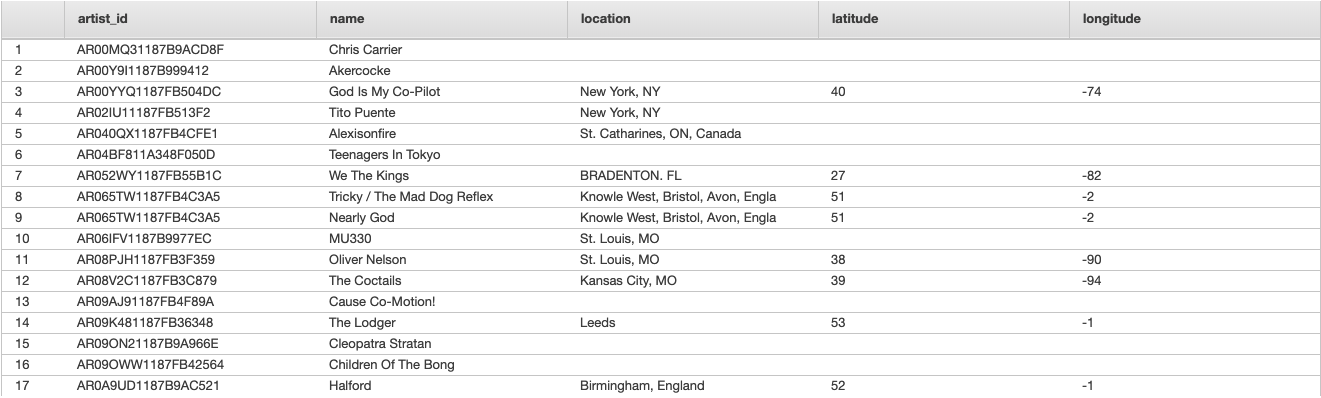 artist_id name location latitude longitude
1 AR00MQ31187B9ACD8F Chris Carrier
2 AR00Y9I1187B999412 Akercocke
3 AR00YYQ1187FB504DC God Is My Co-Pilot New York, NY 40 -74
4 AR02IU11187FB513F2 Tito Puente New York, NY
5 AR040QX1187FB4CFE1 Alexisonfire St. Catharines, ON, Canada
6 AR04BF811A348F050D Teenagers In Tokyo
7 AR052WY1187FB55B1C We The Kings BRADENTON. FL 27 -82
8 AR065TW1187FB4C3A5 Tricky / The Mad Dog Reflex Knowle West, Bristol, Avon, Engla 51 -2
9 AR065TW1187FB4C3A5 Nearly God Knowle West, Bristol, Avon, Engla 51 -2
10 AR06IFV1187B9977EC MU330 St. Louis, MO
11 AR08PJH1187FB3F359 Oliver Nelson St. Louis, MO 38 -90
12 AR08V2C1187FB3C879 The Coctails Kansas City, MO 39 -94
13 AR09AJ91187FB4F89A Cause Co-Motion!
14 AR09K481187FB36348 The Lodger Leeds 53 -1
15 AR09ON21187B9A966E Cleopatra Stratan
16 AR09OWW1187FB42564 Children Of The Bong
17 AR0A9UD1187B9AC521 Halford Birmingham, England 52 -1